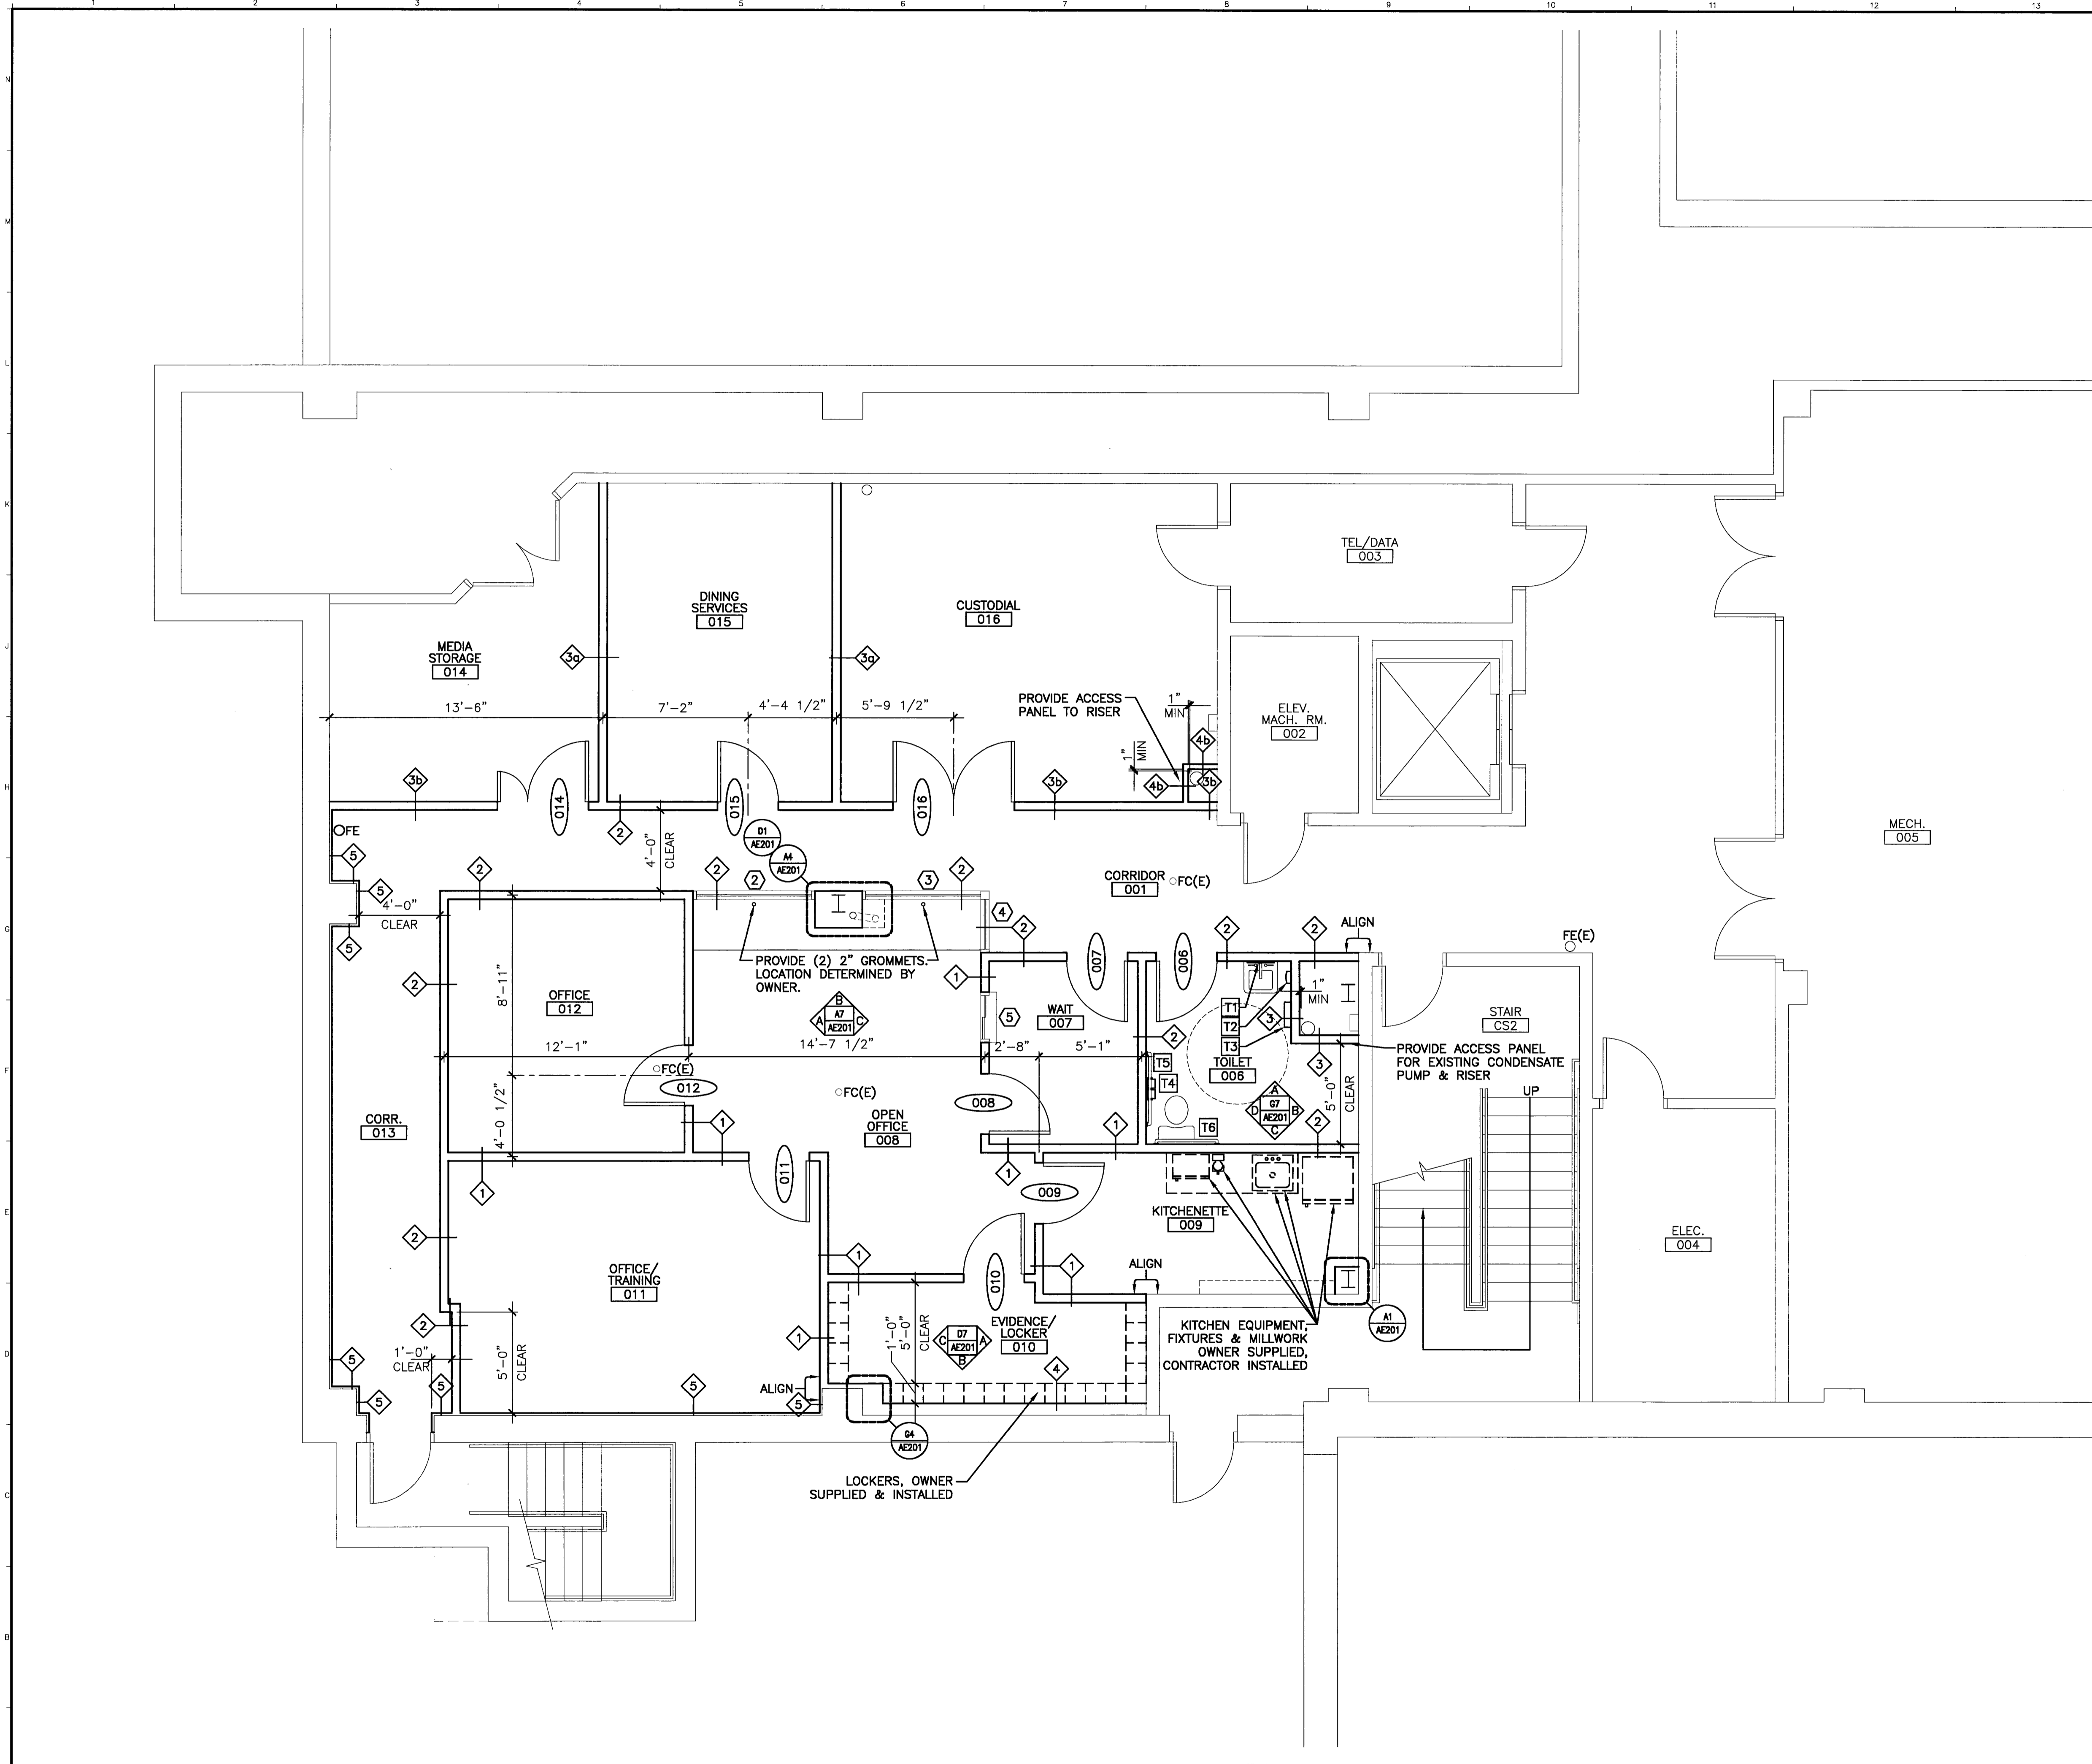 1 2 3 4 5 6 7 8 9 10 11 12 13
N
M
L
K
J
H
G
F
E
D
C
B
TEL/DATA
003
DINING
SERVICES
015
CUSTODIAL
016
MEDIA
STORAGE
014
3a
3a
13'-6"
7'-2"
4'-4 1/2"
5'-9 1/2"
PROVIDE ACCESS
PANEL TO RISER
1"
MIN
1"
MIN
4b
4b
3b
ELEV.
MACH. RM.
002
3b
3b
014
015
016
2
MECH.
005
FE
5
5
4'-0"
CLEAR
D1
AE201
A4
AE201
2
2
2
3
2
4
2
CORRIDOR
001
FC(E)
4'-0"
CLEAR
5
ALIGN
FE(E)
2
2
007
006
PROVIDE (2) 2" GROMMETS.
LOCATION DETERMINED BY
OWNER.
1
2
8'-11"
OFFICE
012
B
A
A7
AE201
C
5
WAIT
007
T1
T2
T3
3
1"
MIN
3
2
STAIR
CS2
12'-1"
14'-7 1/2"
2'-8"
5'-1"
PROVIDE ACCESS PANEL
FOR EXISTING CONDENSATE
PUMP & RISER
TOILET
006
T5
T4
T6
FC(E)
012
FC(E)
008
UP
4'-0 1/2"
5'-0"
CLEAR
A
D
G7
AE201
B
C
2
CORR.
013
OPEN
OFFICE
008
1
1
1
1
011
009
KITCHENETTE
009
2
ELEC.
004
OFFICE/
TRAINING
011
1
1
010
ALIGN
EVIDENCE/
LOCKER
010
C
D7
AE201
A
B
1'-0"
5'-0"
CLEAR
1
2
A1
AE201
KITCHEN EQUIPMENT,
FIXTURES & MILLWORK
OWNER SUPPLIED,
CONTRACTOR INSTALLED
5
1'-0"
CLEAR
5'-0"
CLEAR
4
5
5
5
ALIGN
5
G4
AE201
LOCKERS, OWNER
SUPPLIED & INSTALLED